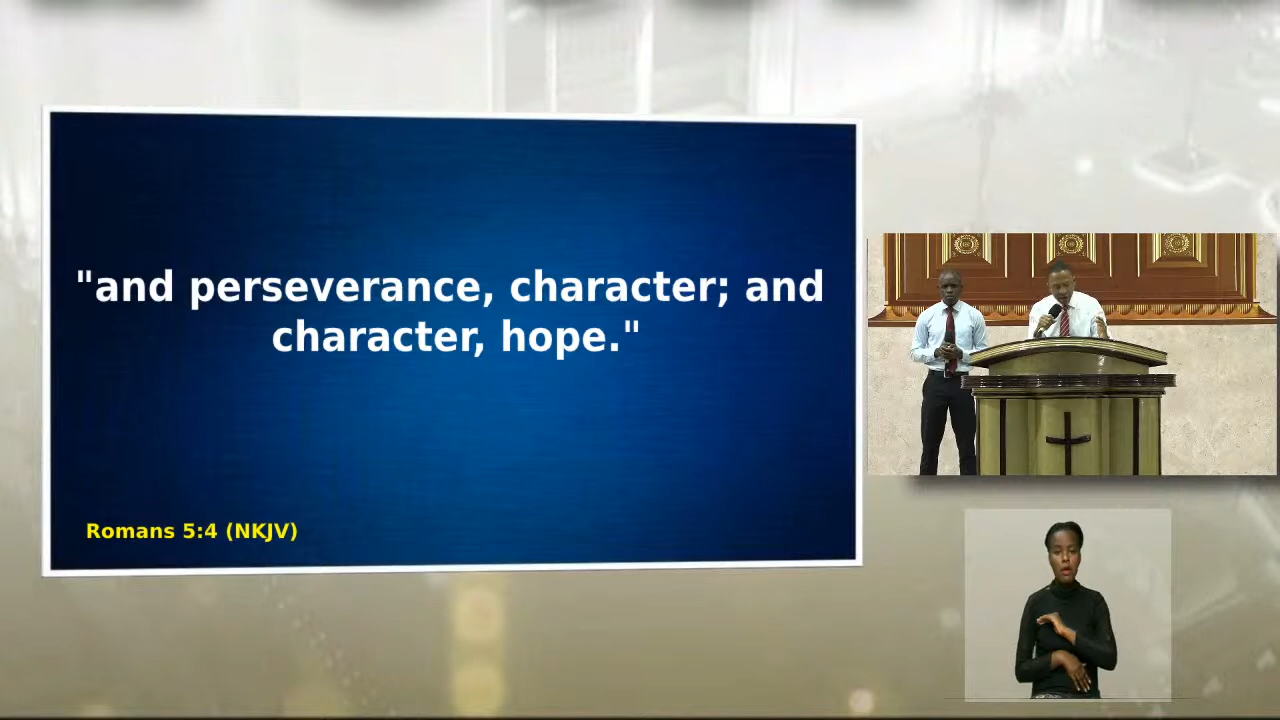 "and perseverance, character; and
character, hope."
Romans 5:4 (NKJV)